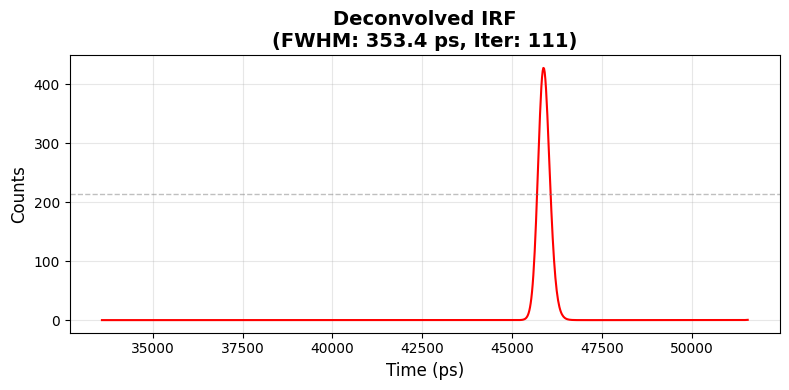 Deconvolved IRF
(FWHM: 353.4 ps, Iter: 111)
Counts
400
300
200
100
0
35000 37500 40000 42500 45000 47500 50000
Time (ps)